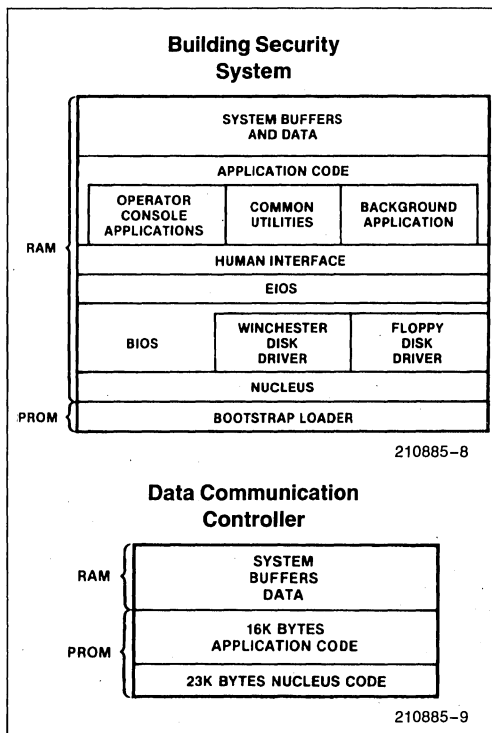 Building Security
System
SYSTEM BUFFERS
AND DATA
APPLICATION CODE
OPERATOR
CONSOLE
APPLICATIONS
COMMON
UTILITIES
BACKGROUND
APPLICATION
RAM
HUMAN INTERFACE
EIOS
BIOS
WINCHESTER
DISK
DRIVER
FLOPPY
DISK
DRIVER
NUCLEUS
PROM
BOOTSTRAP LOADER
210885-8
Data Communication
Controller
RAM
SYSTEM
BUFFERS
DATA
PROM
16K BYTES
APPLICATION CODE
23K BYTES NUCLEUS CODE
210885-9